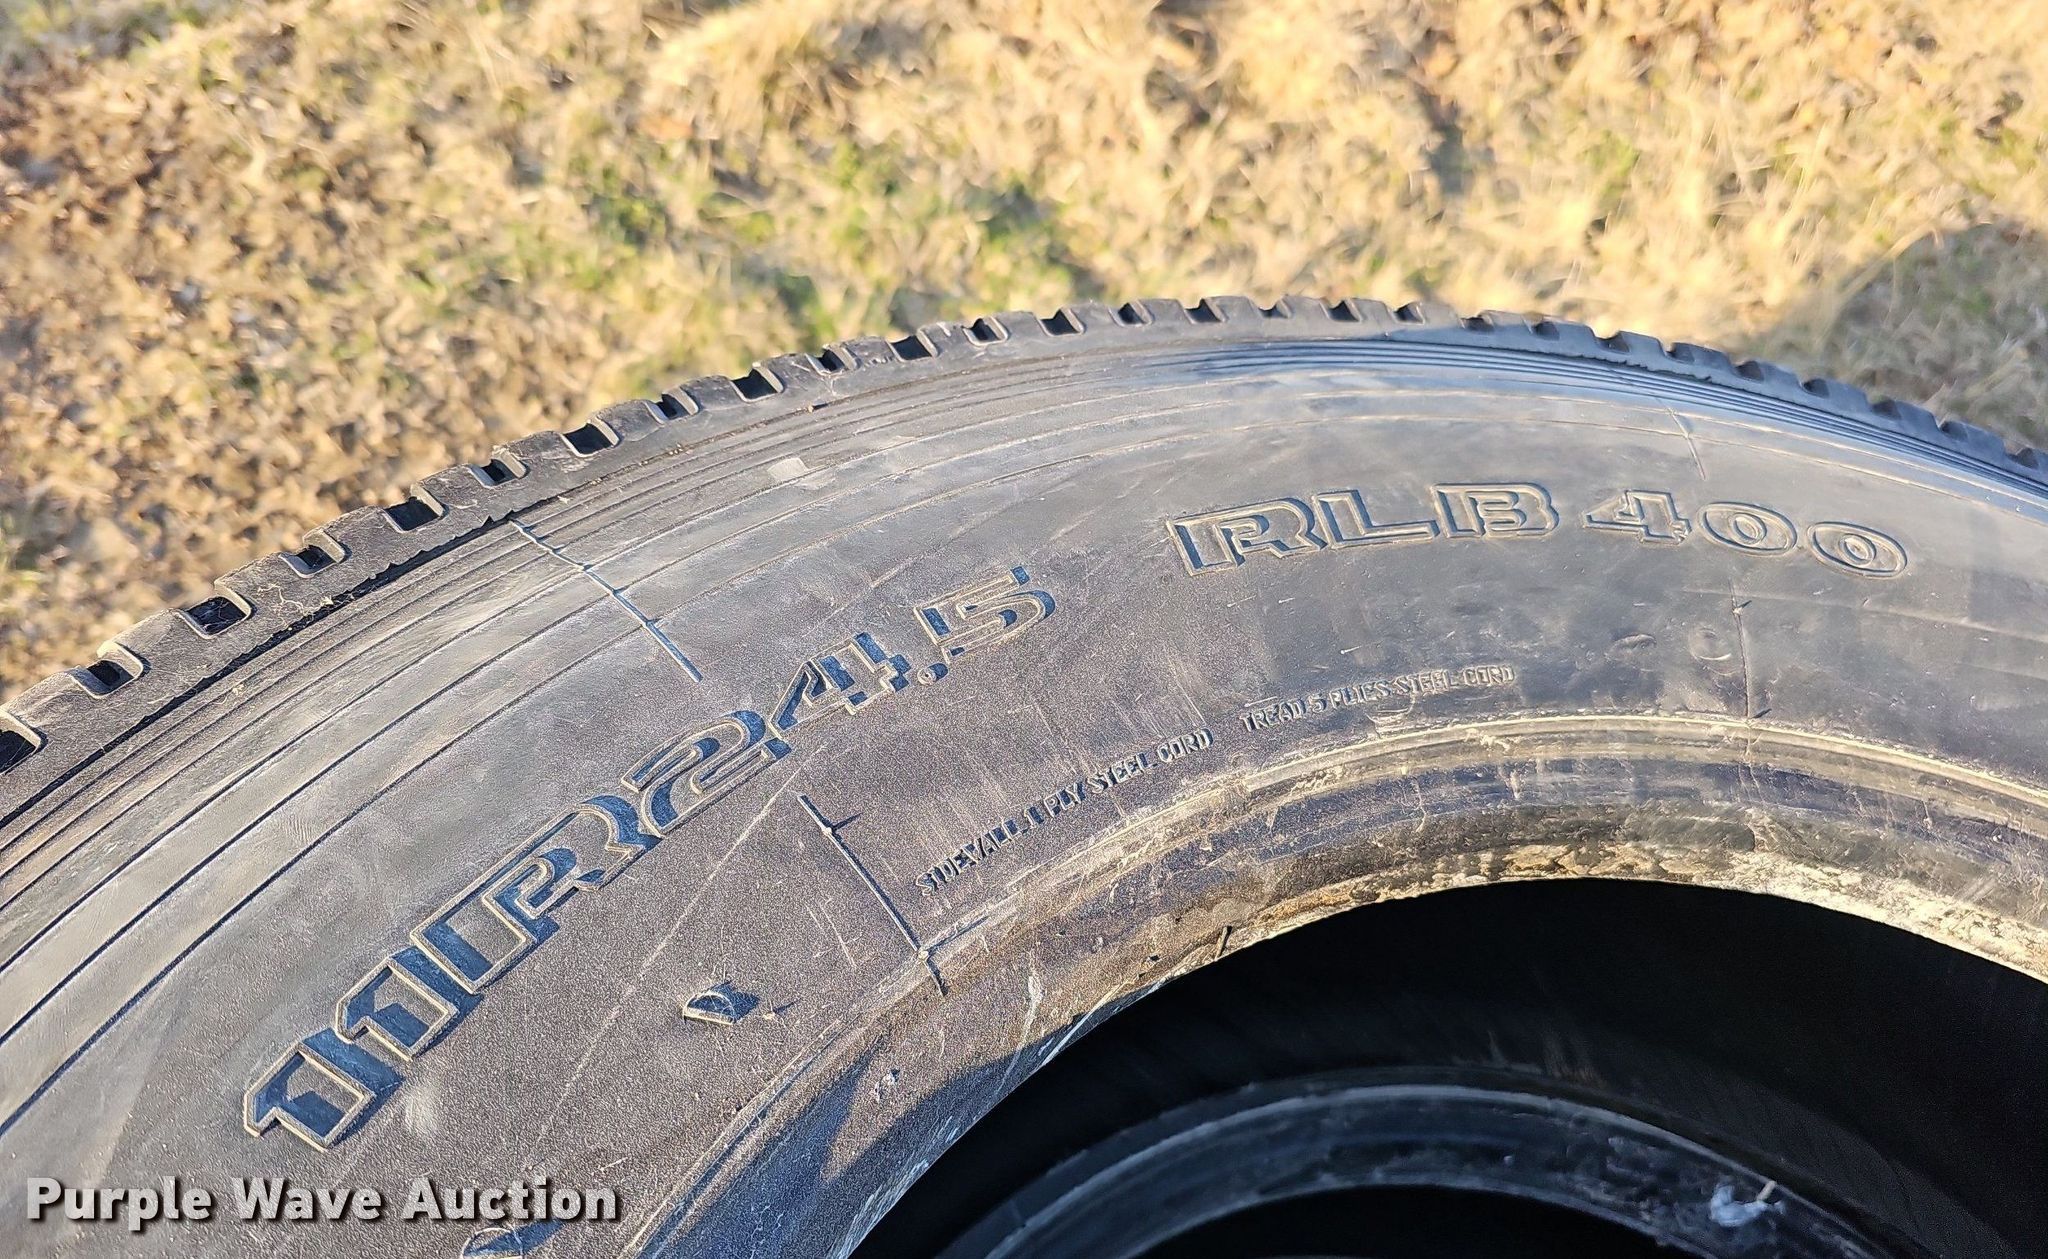 11R24.5
RLB 400
SIDEWALL 1 PLY STEEL CORD
TREAD 5 PLIES STEEL CORD
Purple Wave Auction